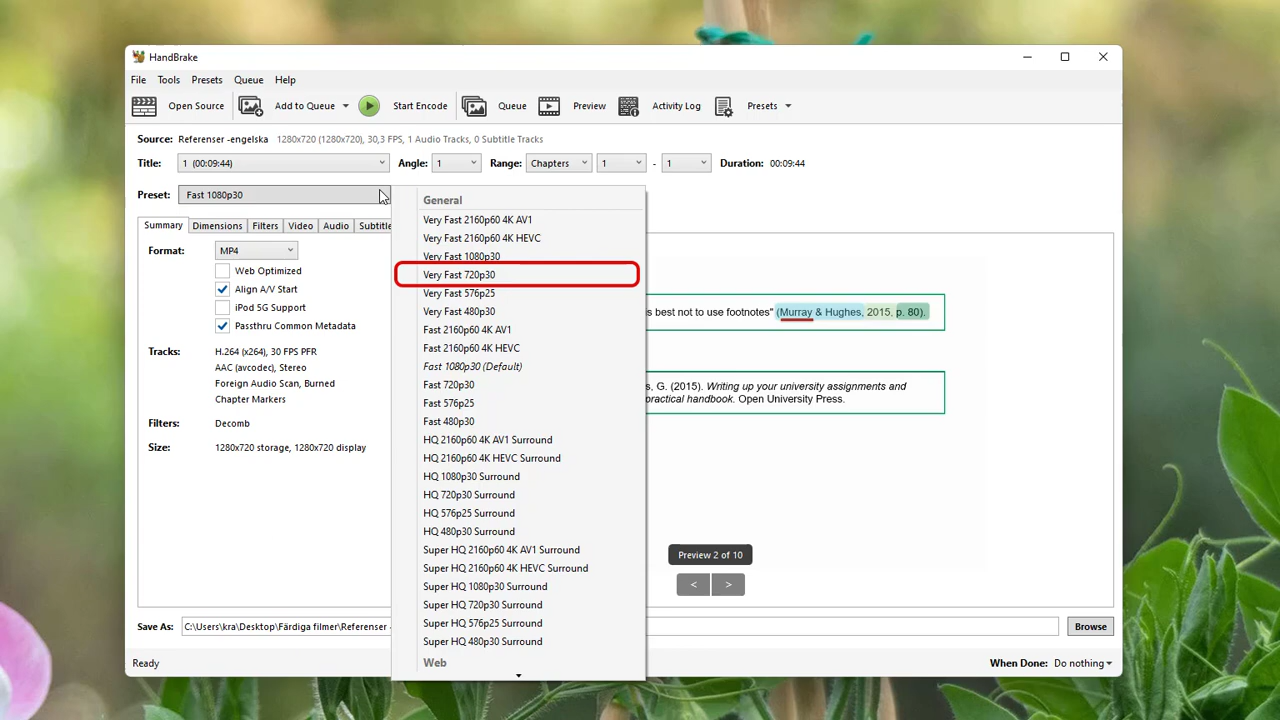 HandBrake
File Tools Presets Queue Help
Open Source Add to Queue Start Encode Queue Preview Activity Log Presets
Source: Referenser -engelska 1280x720 (1280x720), 30,3 FPS, 1 Audio Tracks, 0 Subtitle Tracks
Title: 1 (00:09:44) Angle: 1 Range: Chapters 1 - 1 Duration: 00:09:44
Preset: Fast 1080p30
Summary Dimensions Filters Video Audio Subtitle
Format: MP4
Web Optimized
Align A/V Start
iPod 5G Support
Passthru Common Metadata
Tracks: H.264 (x264), 30 FPS PFR
AAC (avcodec), Stereo
Foreign Audio Scan, Burned
Chapter Markers
Filters: Decomb
Size: 1280x720 storage, 1280x720 display
General
Very Fast 2160p60 4K AV1
Very Fast 2160p60 4K HEVC
Very Fast 1080p30
Very Fast 720p30
Very Fast 576p25
Very Fast 480p30
Fast 2160p60 4K AV1
Fast 2160p60 4K HEVC
Fast 1080p30 (Default)
Fast 720p30
Fast 576p25
Fast 480p30
HQ 2160p60 4K AV1 Surround
HQ 2160p60 4K HEVC Surround
HQ 1080p30 Surround
HQ 720p30 Surround
HQ 576p25 Surround
HQ 480p30 Surround
Super HQ 2160p60 4K AV1 Surround
Super HQ 2160p60 4K HEVC Surround
Super HQ 1080p30 Surround
Super HQ 720p30 Surround
Super HQ 576p25 Surround
Super HQ 480p30 Surround
Web
s best not to use footnotes" (Murray & Hughes, 2015, p. 80).
s, G. (2015). Writing up your university assignments and
practical handbook. Open University Press.
Preview 2 of 10
< >
Save As: C:\Users\kra\Desktop\Färdiga filmer\Referenser - Browse
Ready When Done: Do nothing